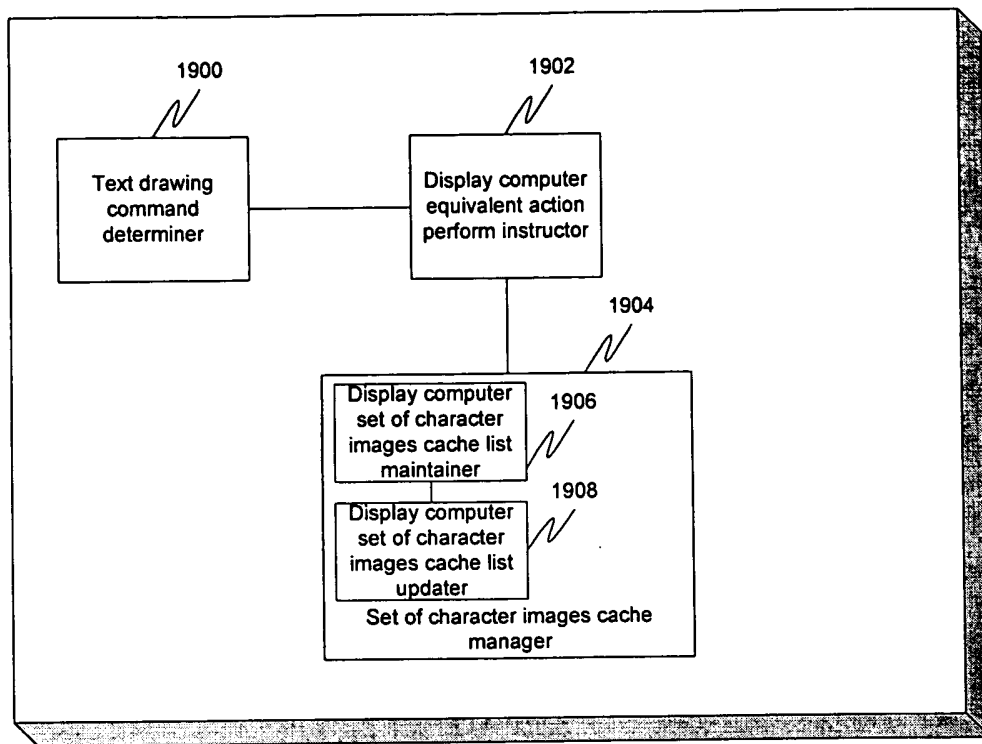 1900
1902
Text drawing
command
determiner
Display computer
equivalent action
perform instructor
1904
Display computer
set of character
images cache list
maintainer
1906
Display computer
set of character
images cache list
updater
1908
Set of character images cache
manager